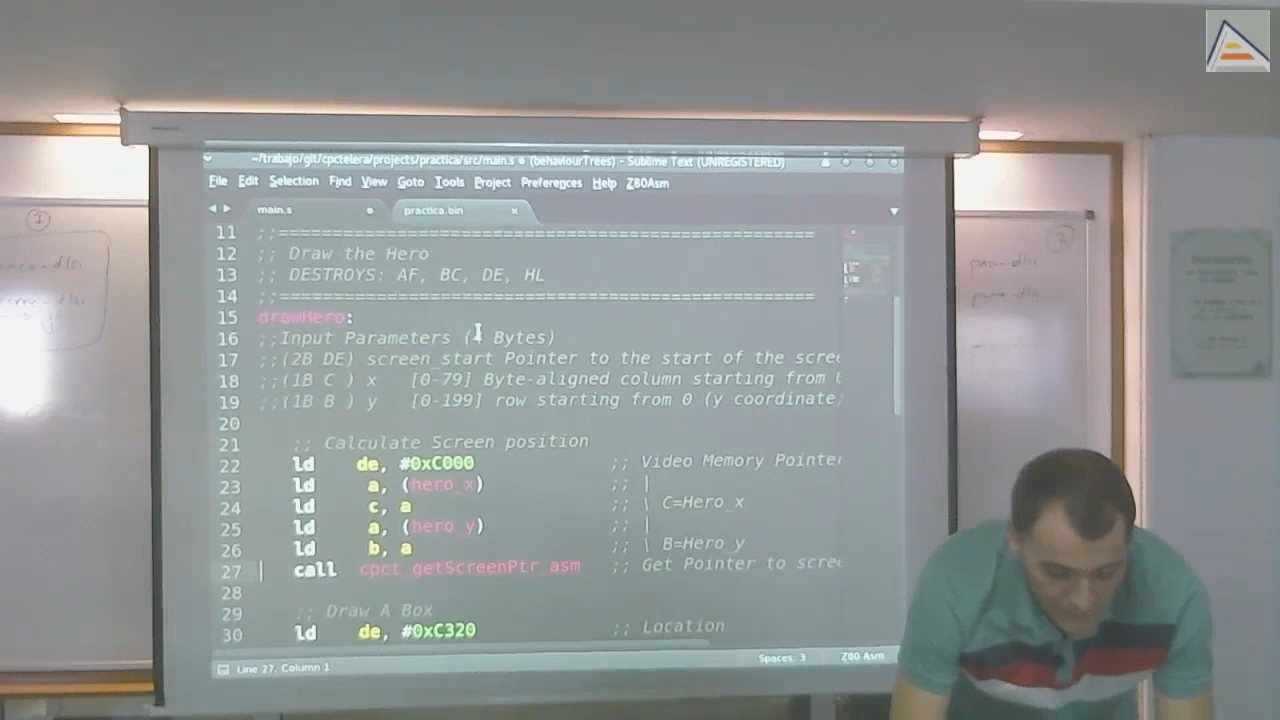 ~/trabajo/git/cpctelera/projects/practica/src/main.s • (behaviourTrees) - Sublime Text (UNREGISTERED)
File Edit Selection Find View Goto Tools Project Preferences Help Z80Asm
main.s practica.bin
11 ;;==================================================
12 ;; Draw the Hero
13 ;; DESTROYS: AF, BC, DE, HL
14 ;;==================================================
15 drawHero:
16 ;;Input Parameters ( Bytes)
17 ;;(2B DE) screen_start Pointer to the start of the scree
18 ;;(1B C ) x [0-79] Byte-aligned column starting from 0
19 ;;(1B B ) y [0-199] row starting from 0 (y coordinate,
20
21 ;; Calculate Screen position
22 ld de, #0xC000 ;; Video Memory Pointer
23 ld a, (hero_x) ;; |
24 ld c, a ;; \ C=Hero_x
25 ld a, (hero_y) ;; |
26 ld b, a ;; \ B=Hero_y
27 call cpct_getScreenPtr_asm ;; Get Pointer to scree
28
29 ;; Draw A Box
30 ld de, #0xC320 ;; Location
Line 27, Column 1 Spaces: 3 Z80 Asm